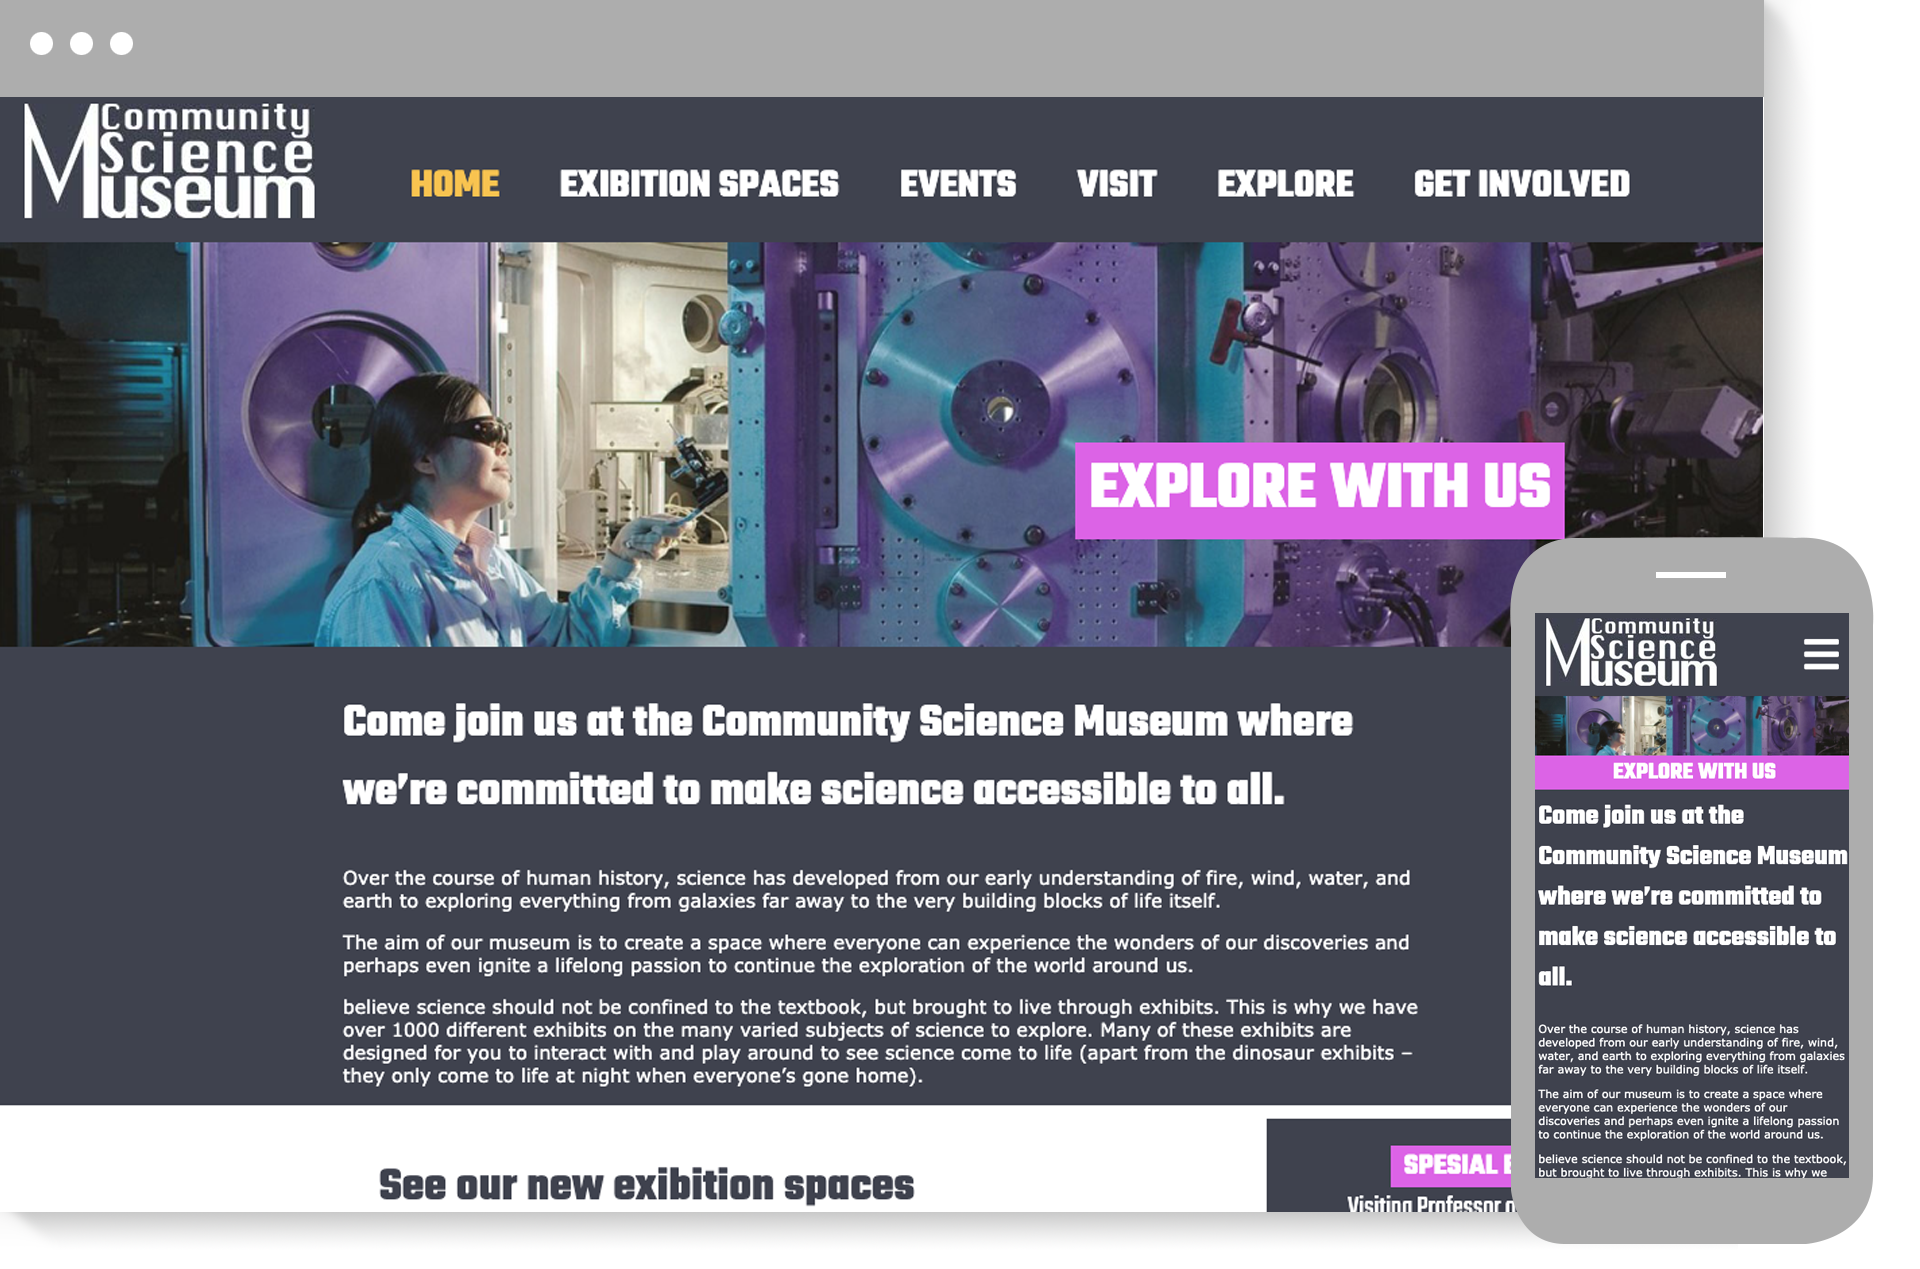 Community
Science
Museum
HOME EXIBITION SPACES EVENTS VISIT EXPLORE GET INVOLVED
EXPLORE WITH US
Come join us at the Community Science Museum where
we’re committed to make science accessible to all.
Over the course of human history, science has developed from our early understanding of fire, wind, water, and
earth to exploring everything from galaxies far away to the very building blocks of life itself.
The aim of our museum is to create a space where everyone can experience the wonders of our discoveries and
perhaps even ignite a lifelong passion to continue the exploration of the world around us.
believe science should not be confined to the textbook, but brought to live through exhibits. This is why we have
over 1000 different exhibits on the many varied subjects of science to explore. Many of these exhibits are
designed for you to interact with and play around to see science come to life (apart from the dinosaur exhibits –
they only come to life at night when everyone’s gone home).
See our new exibition spaces
SPESIAL
Visiting Professor
Community
Science
Museum
EXPLORE WITH US
Come join us at the
Community Science Museum
where we’re committed to
make science accessible to
all.
Over the course of human history, science has
developed from our early understanding of fire, wind,
water, and earth to exploring everything from galaxies
far away to the very building blocks of life itself.
The aim of our museum is to create a space where
everyone can experience the wonders of our
discoveries and perhaps even ignite a lifelong passion
to continue the exploration of the world around us.
believe science should not be confined to the textbook,
but brought to live through exhibits. This is why we